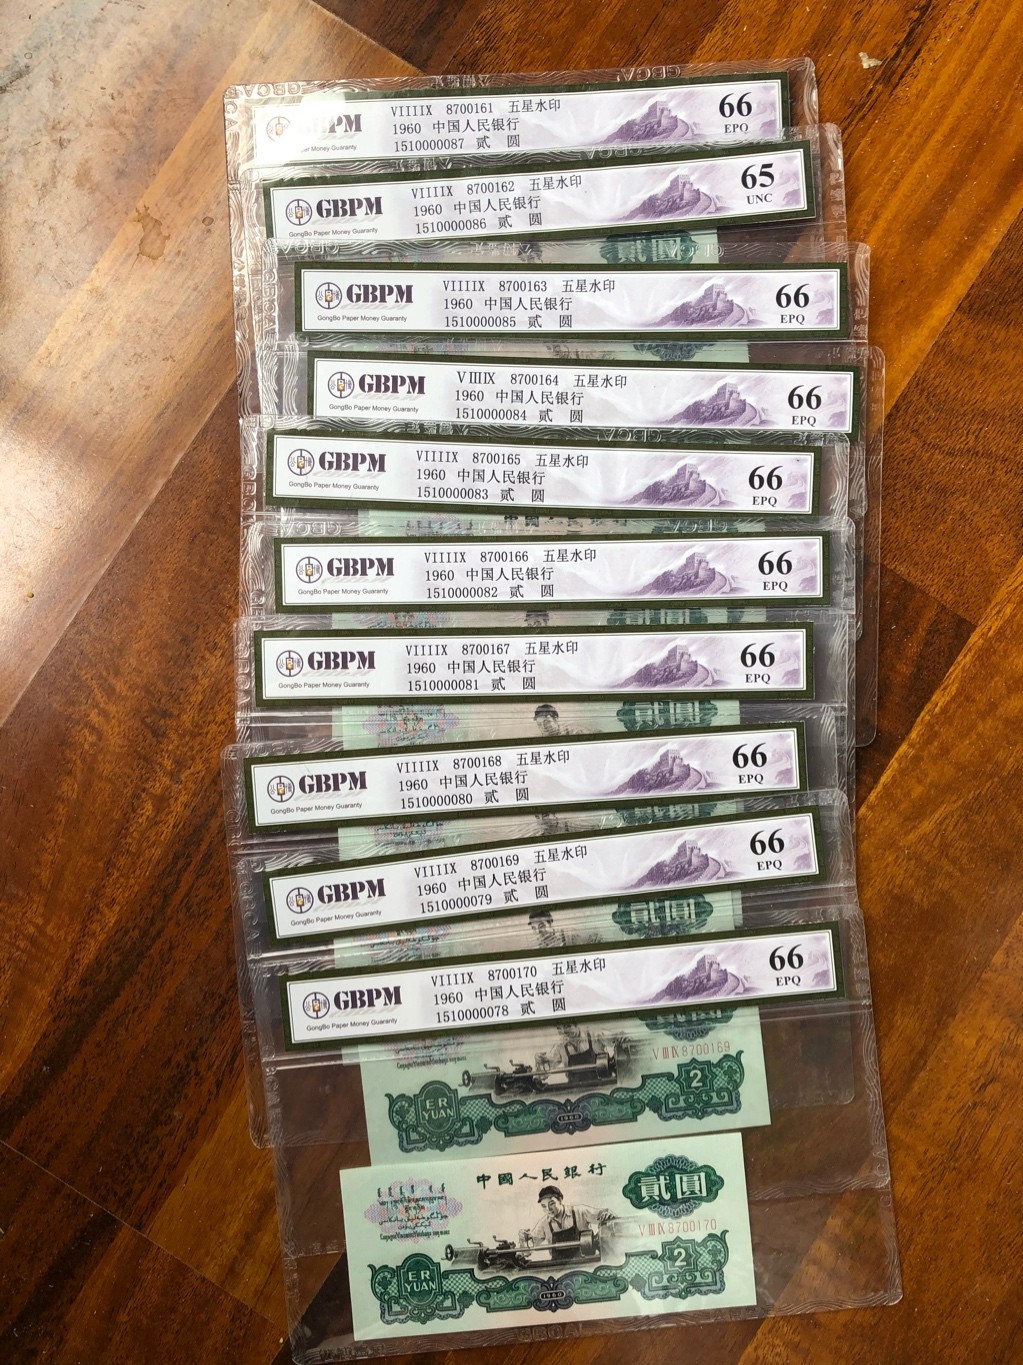 GBPM
VIIIIX 8700161 五星水印
1960 中国人民银行
1510000087 贰 圆
66
EPQ
GBPM
GongBo Paper Money Guaranty
VIIIIX 8700162 五星水印
1960 中国人民银行
1510000086 贰 圆
65
UNC
GBPM
GongBo Paper Money Guaranty
VIIIIX 8700163 五星水印
1960 中国人民银行
1510000085 贰 圆
66
EPQ
GBPM
GongBo Paper Money Guaranty
VⅢIX 8700164 五星水印
1960 中国人民银行
1510000084 贰 圆
66
EPQ
GBPM
GongBo Paper Money Guaranty
VIIIIX 8700165 五星水印
1960 中国人民银行
1510000083 贰 圆
66
EPQ
GBPM
GongBo Paper Money Guaranty
VIIIIX 8700166 五星水印
1960 中国人民银行
1510000082 贰 圆
66
EPQ
GBPM
GongBo Paper Money Guaranty
VIIIIX 8700167 五星水印
1960 中国人民银行
1510000081 贰 圆
66
EPQ
貳圓
GBPM
GongBo Paper Money Guaranty
VIIIIX 8700168 五星水印
1960 中国人民银行
1510000080 贰 圆
66
EPQ
GBPM
GongBo Paper Money Guaranty
VIIIIX 8700169 五星水印
1960 中国人民银行
1510000079 贰 圆
66
EPQ
貳圓
GBPM
GongBo Paper Money Guaranty
VIIIIX 8700170 五星水印
1960 中国人民银行
1510000078 贰 圆
66
EPQ
VⅢⅨ8700169
2
ER
YUAN
1960
中國人民銀行
貳圓
VⅢⅨ8700170
2
ER
YUAN
1960